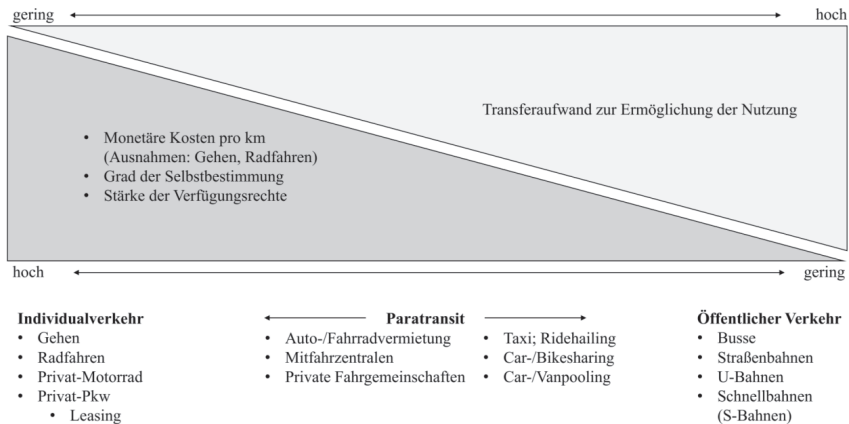 gering hoch
Transferaufwand zur Ermöglichung der Nutzung
• Monetäre Kosten pro km
(Ausnahmen: Gehen, Radfahren)
• Grad der Selbstbestimmung
• Stärke der Verfügungsrechte
hoch gering
Individualverkehr
• Gehen
• Radfahren
• Privat-Motorrad
• Privat-Pkw
• Leasing
Paratransit
• Auto-/Fahrradvermietung
• Mitfahrzentralen
• Private Fahrgemeinschaften
• Taxi; Ridehailing
• Car-/Bikesharing
• Car-/Vanpooling
Öffentlicher Verkehr
• Busse
• Straßenbahnen
• U-Bahnen
• Schnellbahnen
(S-Bahnen)